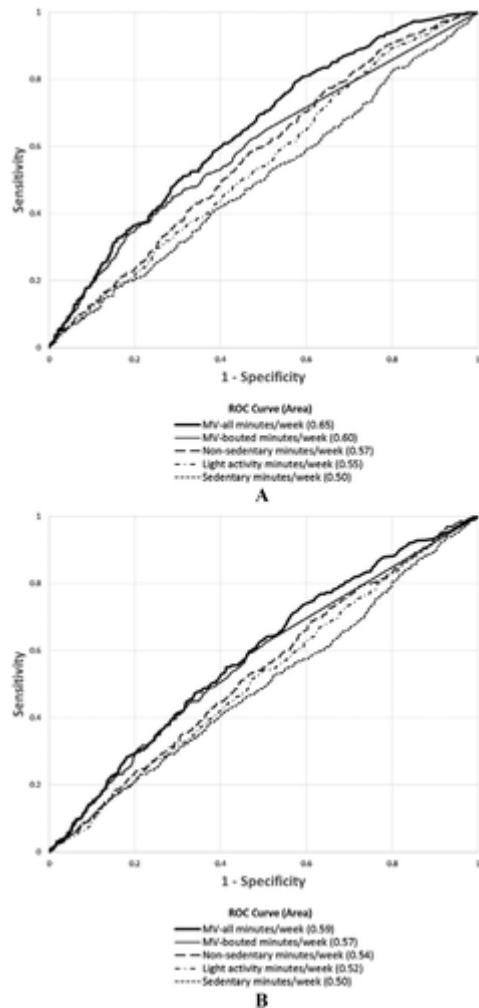 1
0.8
0.6
0.4
0.2
0
Sensitivity
0 0.2 0.4 0.6 0.8 1
1 - Specificity
ROC Curve (Area)
MV-all minutes/week (0.65)
MV-bouted minutes/week (0.60)
Non-sedentary minutes/week (0.57)
Light activity minutes/week (0.55)
Sedentary minutes/week (0.50)
A
1
0.8
0.6
0.4
0.2
0
Sensitivity
0 0.2 0.4 0.6 0.8 1
1 - Specificity
ROC Curve (Area)
MV-all minutes/week (0.59)
MV-bouted minutes/week (0.57)
Non-sedentary minutes/week (0.54)
Light activity minutes/week (0.52)
Sedentary minutes/week (0.50)
B